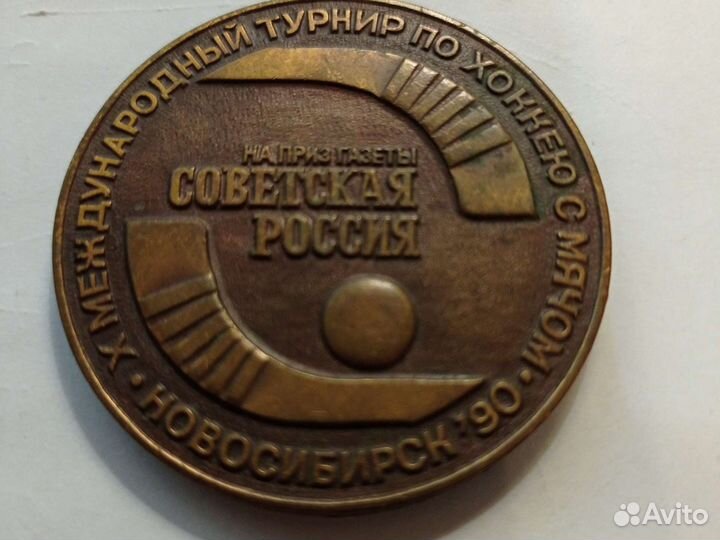 X МЕЖДУНАРОДНЫЙ ТУРНИР ПО ХОККЕЮ С МЯЧОМ
НА ПРИЗ ГАЗЕТЫ
СОВЕТСКАЯ
РОССИЯ
• НОВОСИБИРСК '90 •
Avito